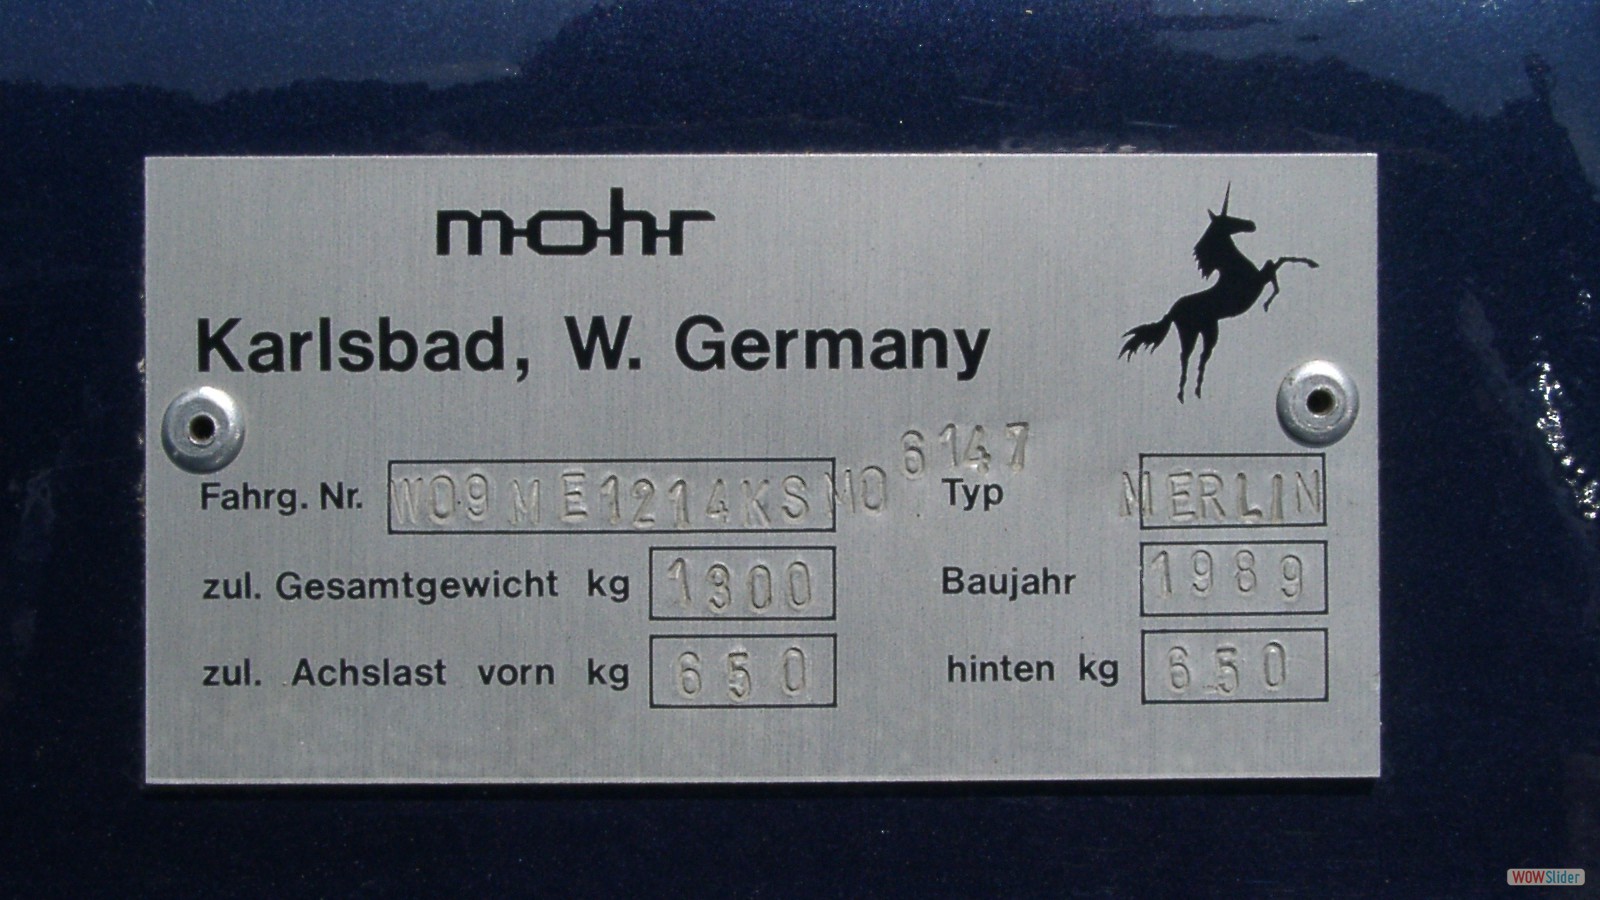 mohr
Karlsbad, W. Germany
Fahrg. Nr. W09ME1214KSM06147 Typ MERLIN
zul. Gesamtgewicht kg 1300 Baujahr 1989
zul. Achslast vorn kg 650 hinten kg 650
WOWSlider